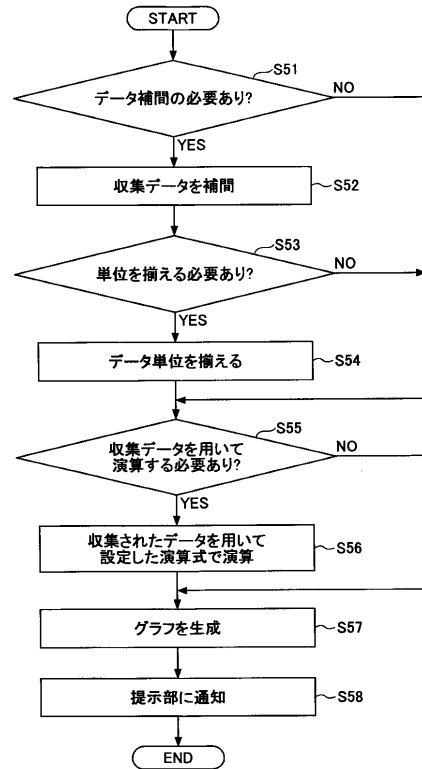 START
S51
データ補間の必要あり?
NO
YES
収集データを補間
S52
S53
単位を揃える必要あり?
NO
YES
データ単位を揃える
S54
S55
収集データを用いて
演算する必要あり?
NO
YES
収集されたデータを用いて
設定した演算式で演算
S56
グラフを生成
S57
提示部に通知
S58
END